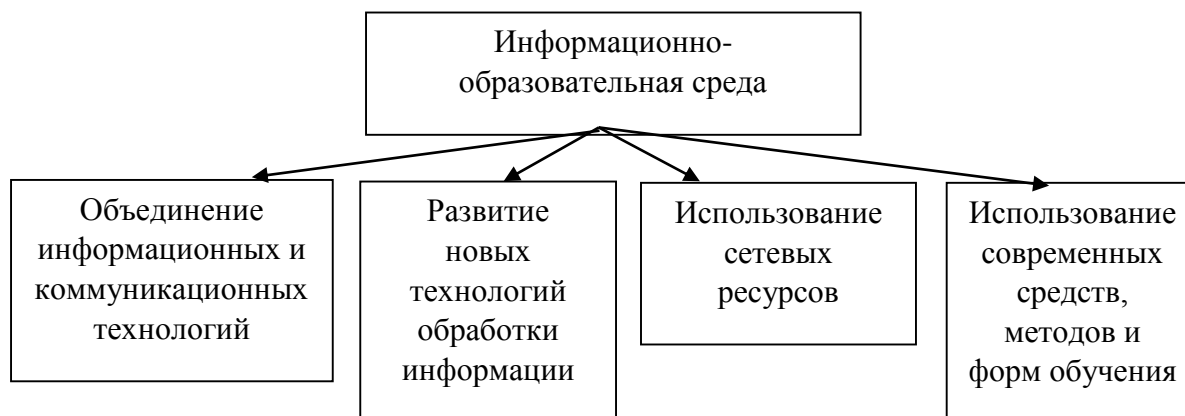 Информационно-
образовательная среда
Объединение
информационных и
коммуникационных
технологий
Развитие
новых
технологий
обработки
информации
Использование
сетевых
ресурсов
Использование
современных
средств,
методов и
форм обучения